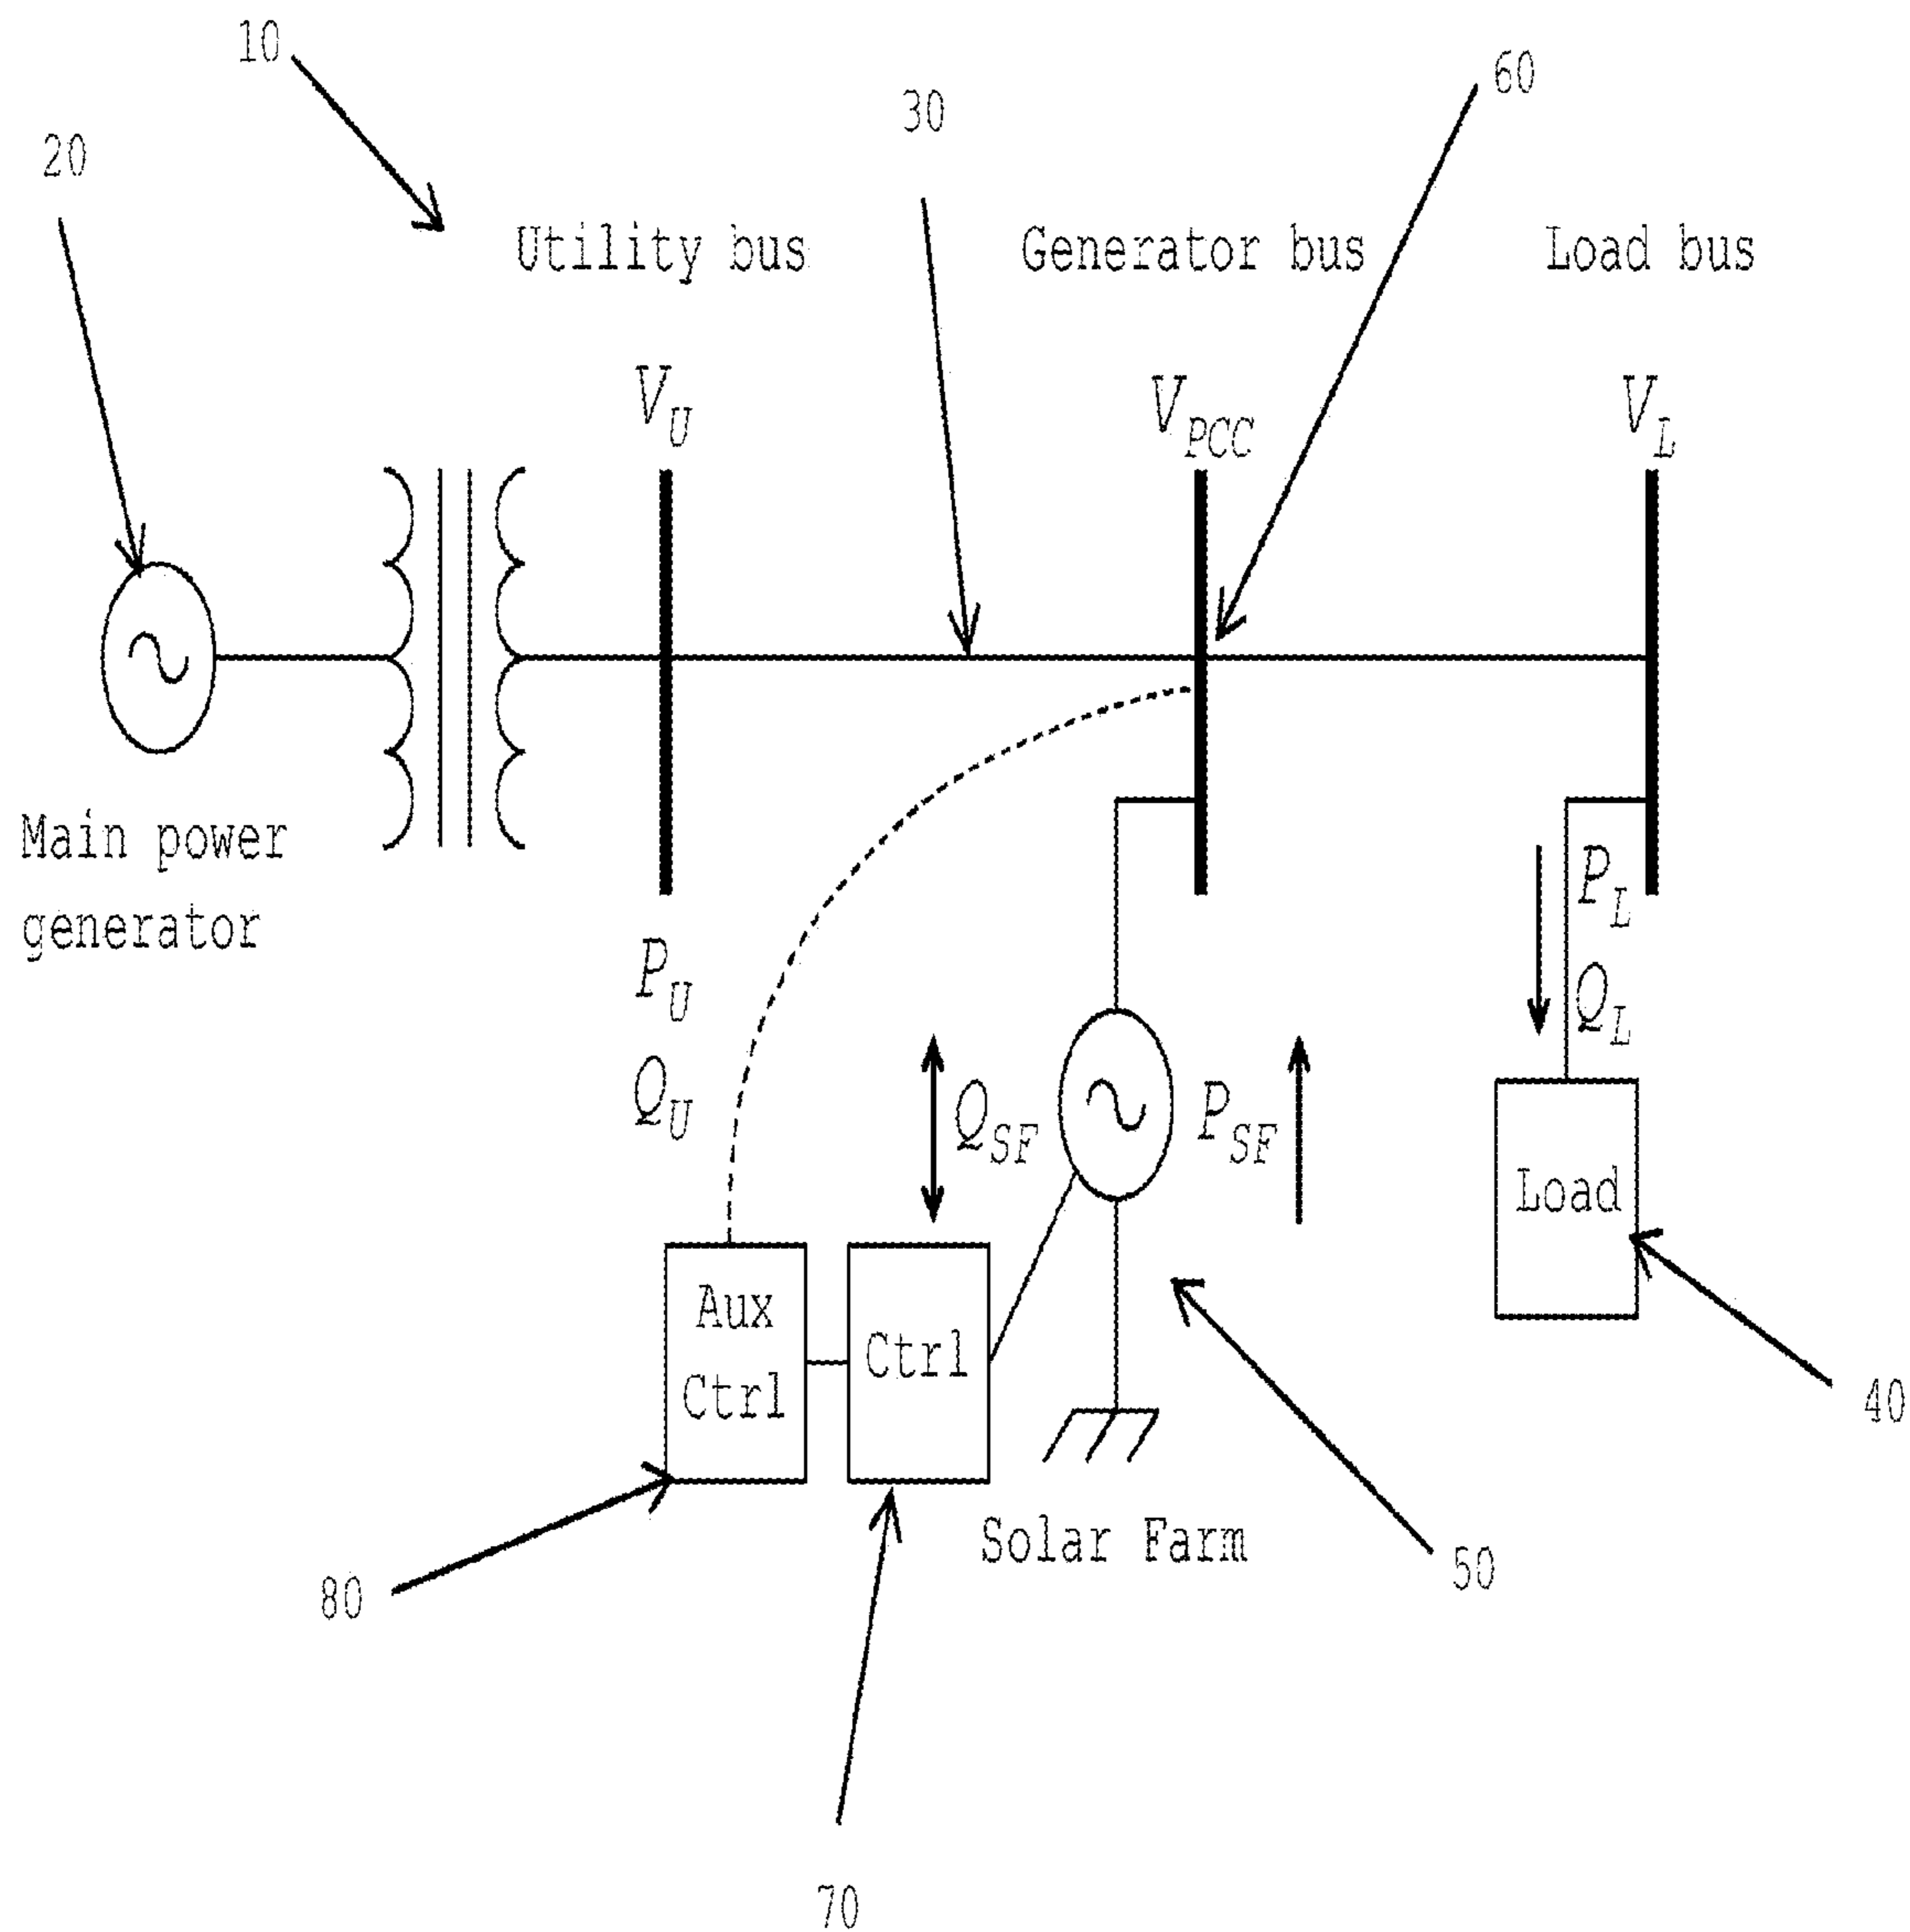 10
60
30
20
Utility bus
Generator bus
Load bus
V_U
V_PCC
V_L
Main power
generator
P_L
Q_L
P_U
Q_U
Q_SF
P_SF
Load
Aux
Ctrl
Ctrl
40
Solar Farm
50
80
70